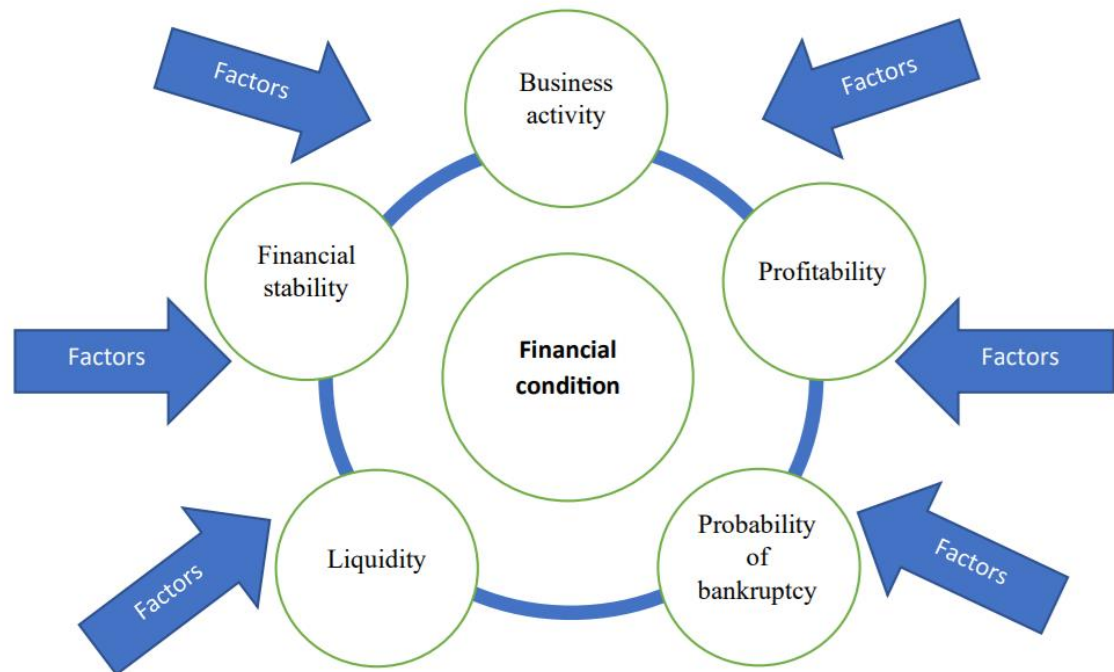 Factors
Business
activity
Factors
Financial
stability
Profitability
Factors
Financial
condition
Factors
Factors
Liquidity
Probability
of
bankruptcy
Factors